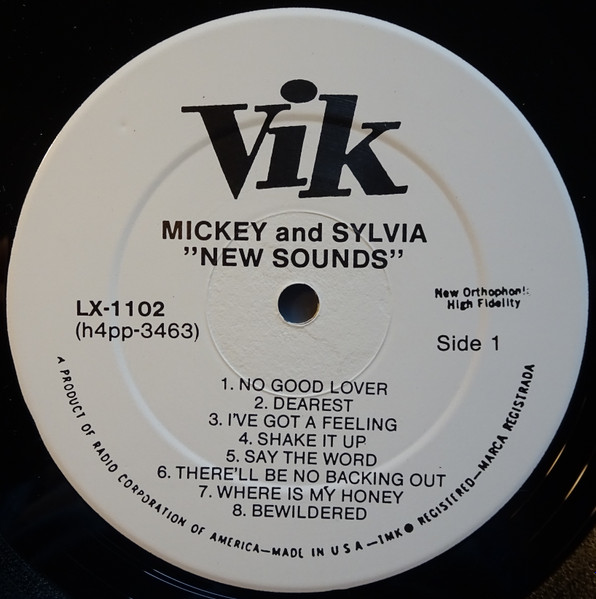 Vik
MICKEY and SYLVIA
"NEW SOUNDS"
LX-1102
(h4pp-3463)
New Orthophonic
High Fidelity
Side 1
1. NO GOOD LOVER
2. DEAREST
3. I'VE GOT A FEELING
4. SHAKE IT UP
5. SAY THE WORD
6. THERE'LL BE NO BACKING OUT
7. WHERE IS MY HONEY
8. BEWILDERED
A PRODUCT OF RADIO CORPORATION OF AMERICA—MADE IN U S A—TMK ● REGISTERED—MARCA REGISTRADA